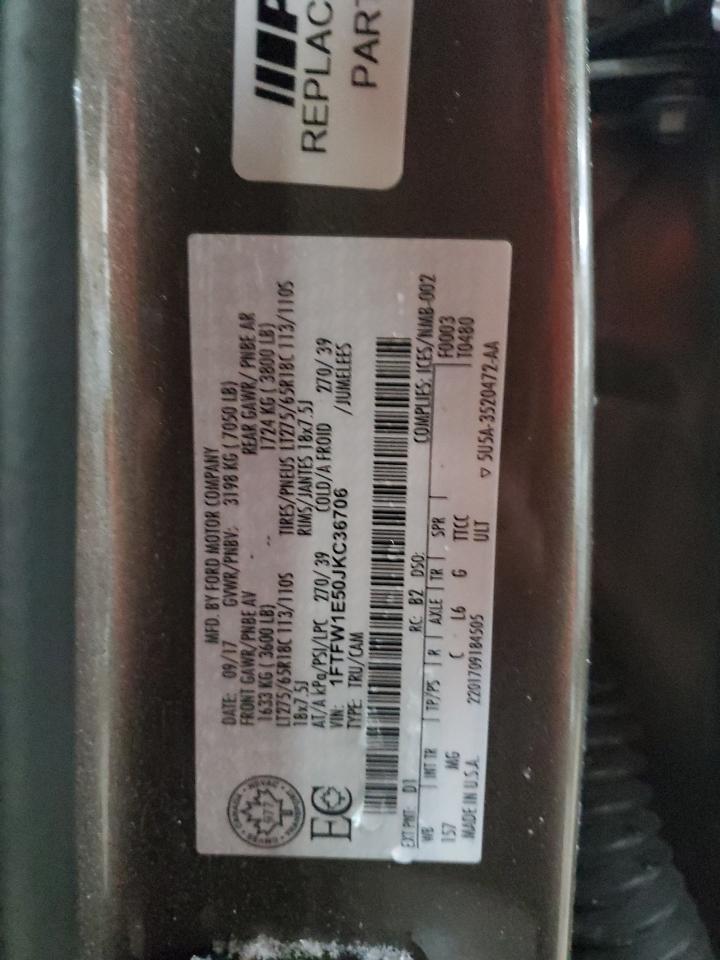 REPLAC
PART
MFD. BY FORD MOTOR COMPANY
DATE: 09/17 GVWR/PNBV: 3198 KG ( 7050 LB)
FRONT GAWR/PNBE AV REAR GAWR/ PNBE AR
1633 KG ( 3600 LB) 1724 KG ( 3800 LB)
LT275/65R18C 113/110S TIRES/PNEUS LT275/65R18C 113/110S
18x7.5J RIMS/JANTES 18x7.5J
AT/A kPa/PSI/LPC 270/ 39 COLD/A FROID 270/ 39
VIN: 1FTFW1E50JKC36706 /JUMELEES
TYPE: TRU/CAM
EC
EXT PNT: D1 RC: B2 DSO: COMPLIES: ICES/NMB-002
WB INT TR TP/PS R AXLE TR SPR F0003
157 MG C L6 G TTCC T0480
ULT
MADE IN U.S.A. 2201709184505 ▽ 5U5A-3520472-AA